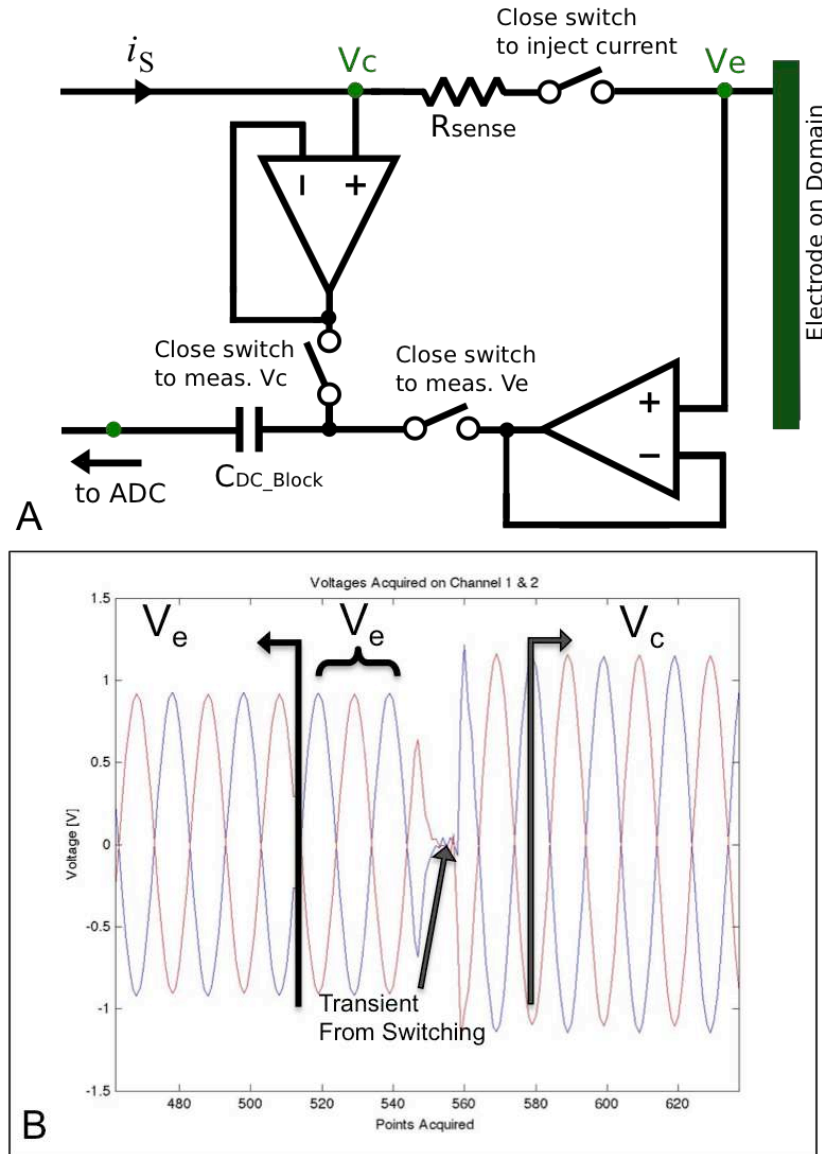 Close switch
to inject current
iS
Vc
Ve
Rsense
− +
Electrode on Domain
Close switch
to meas. Vc
Close switch
to meas. Ve
+
−
CDC_Block
to ADC
A
Voltages Acquired on Channel 1 & 2
Ve
Ve
Vc
1.5
1
0.5
0
-0.5
-1
-1.5
Voltage [V]
Transient
From Switching
480 500 520 540 560 580 600 620
Points Acquired
B